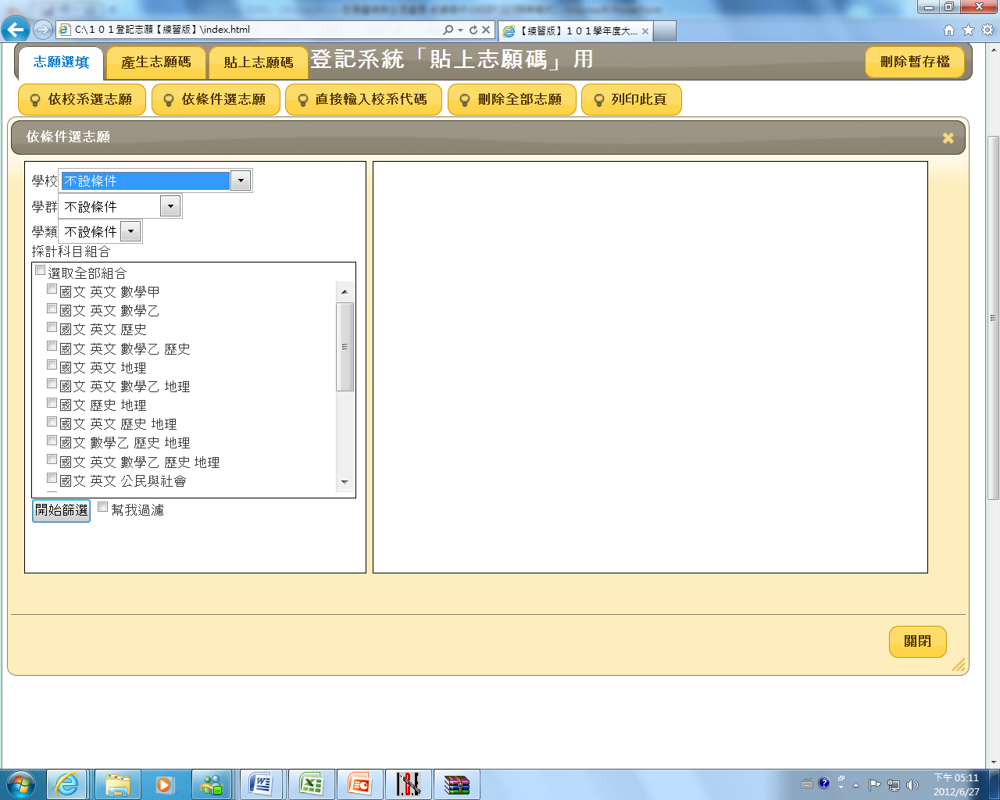 C:\１０１登記志願【練習版】\index.html
【練習版】１０１學年度大...
志願選填
產生志願碼
貼上志願碼
登記系統「貼上志願碼」用
刪除暫存檔
依校系選志願
依條件選志願
直接輸入校系代碼
刪除全部志願
列印此頁
依條件選志願
學校 不設條件
學群 不設條件
學類 不設條件
採計科目組合
選取全部組合
國文 英文 數學甲
國文 英文 數學乙
國文 英文 歷史
國文 英文 數學乙 歷史
國文 英文 地理
國文 英文 數學乙 地理
國文 歷史 地理
國文 英文 歷史 地理
國文 數學乙 歷史 地理
國文 英文 數學乙 歷史 地理
國文 英文 公民與社會
開始篩選
幫我過濾
關閉
下午 05:11
2012/6/27